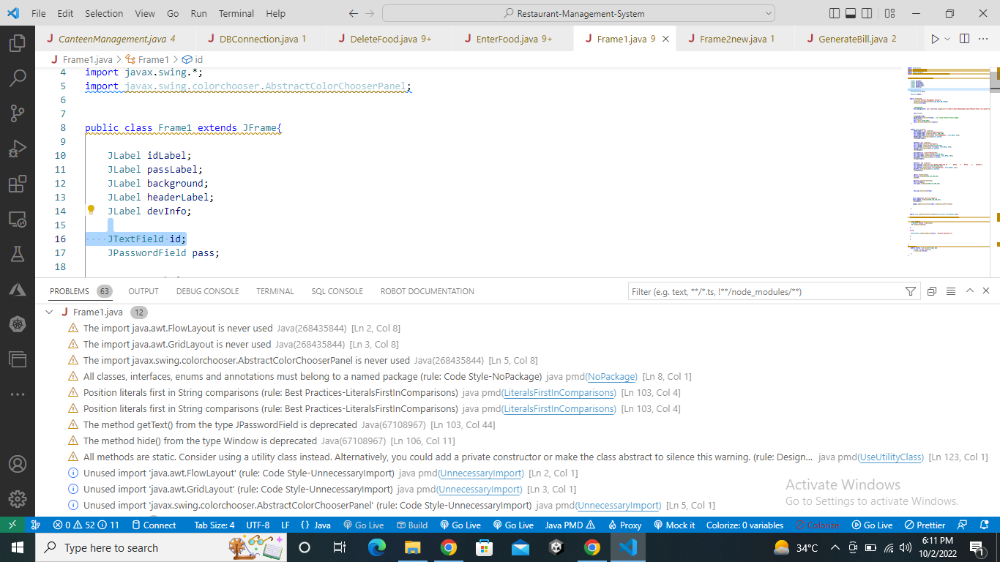 File Edit Selection View Go Run Terminal Help
Restaurant-Management-System
CanteenManagement.java 4 DBConnection.java 1 DeleteFood.java 9+ EnterFood.java 9+ Frame1.java 9 Frame2new.java 1 GenerateBill.java 2
Frame1.java > Frame1 > id
4 import javax.swing.*;
5 import javax.swing.colorchooser.AbstractColorChooserPanel;
6
7
8 public class Frame1 extends JFrame{
9
10 JLabel idLabel;
11 JLabel passLabel;
12 JLabel background;
13 JLabel headerLabel;
14 JLabel devInfo;
15
16 JTextField id;
17 JPasswordField pass;
18
PROBLEMS 63 OUTPUT DEBUG CONSOLE TERMINAL SQL CONSOLE ROBOT DOCUMENTATION
Filter (e.g. text, **/*.ts, !**/node_modules/**)
Frame1.java 12
The import java.awt.FlowLayout is never used Java(268435844) [Ln 2, Col 8]
The import java.awt.GridLayout is never used Java(268435844) [Ln 3, Col 8]
The import javax.swing.colorchooser.AbstractColorChooserPanel is never used Java(268435844) [Ln 5, Col 8]
All classes, interfaces, enums and annotations must belong to a named package (rule: Code Style-NoPackage) java pmd(NoPackage) [Ln 8, Col 1]
Position literals first in String comparisons (rule: Best Practices-LiteralsFirstInComparisons) java pmd(LiteralsFirstInComparisons) [Ln 103, Col 4]
Position literals first in String comparisons (rule: Best Practices-LiteralsFirstInComparisons) java pmd(LiteralsFirstInComparisons) [Ln 103, Col 4]
The method getText() from the type JPasswordField is deprecated Java(67108967) [Ln 103, Col 44]
The method hide() from the type Window is deprecated Java(67108967) [Ln 106, Col 11]
All methods are static. Consider using a utility class instead. Alternatively, you could add a private constructor or make the class abstract to silence this warning. (rule: Design... java pmd(UseUtilityClass) [Ln 123, Col 1]
Unused import 'java.awt.FlowLayout' (rule: Code Style-UnnecessaryImport) java pmd(UnnecessaryImport) [Ln 2, Col 1]
Unused import 'java.awt.GridLayout' (rule: Code Style-UnnecessaryImport) java pmd(UnnecessaryImport) [Ln 3, Col 1]
Unused import 'javax.swing.colorchooser.AbstractColorChooserPanel' (rule: Code Style-UnnecessaryImport) java pmd(UnnecessaryImport) [Ln 5, Col 1]
Activate Windows
Go to Settings to activate Windows.
0 52 11 Connect Tab Size: 4 UTF-8 LF {} Java Go Live Build Go Live Go Live Java PMD Proxy Mock it Colorize: 0 variables Colorize Go Live Prettier
Type here to search
34°C
6:11 PM
10/2/2022
1